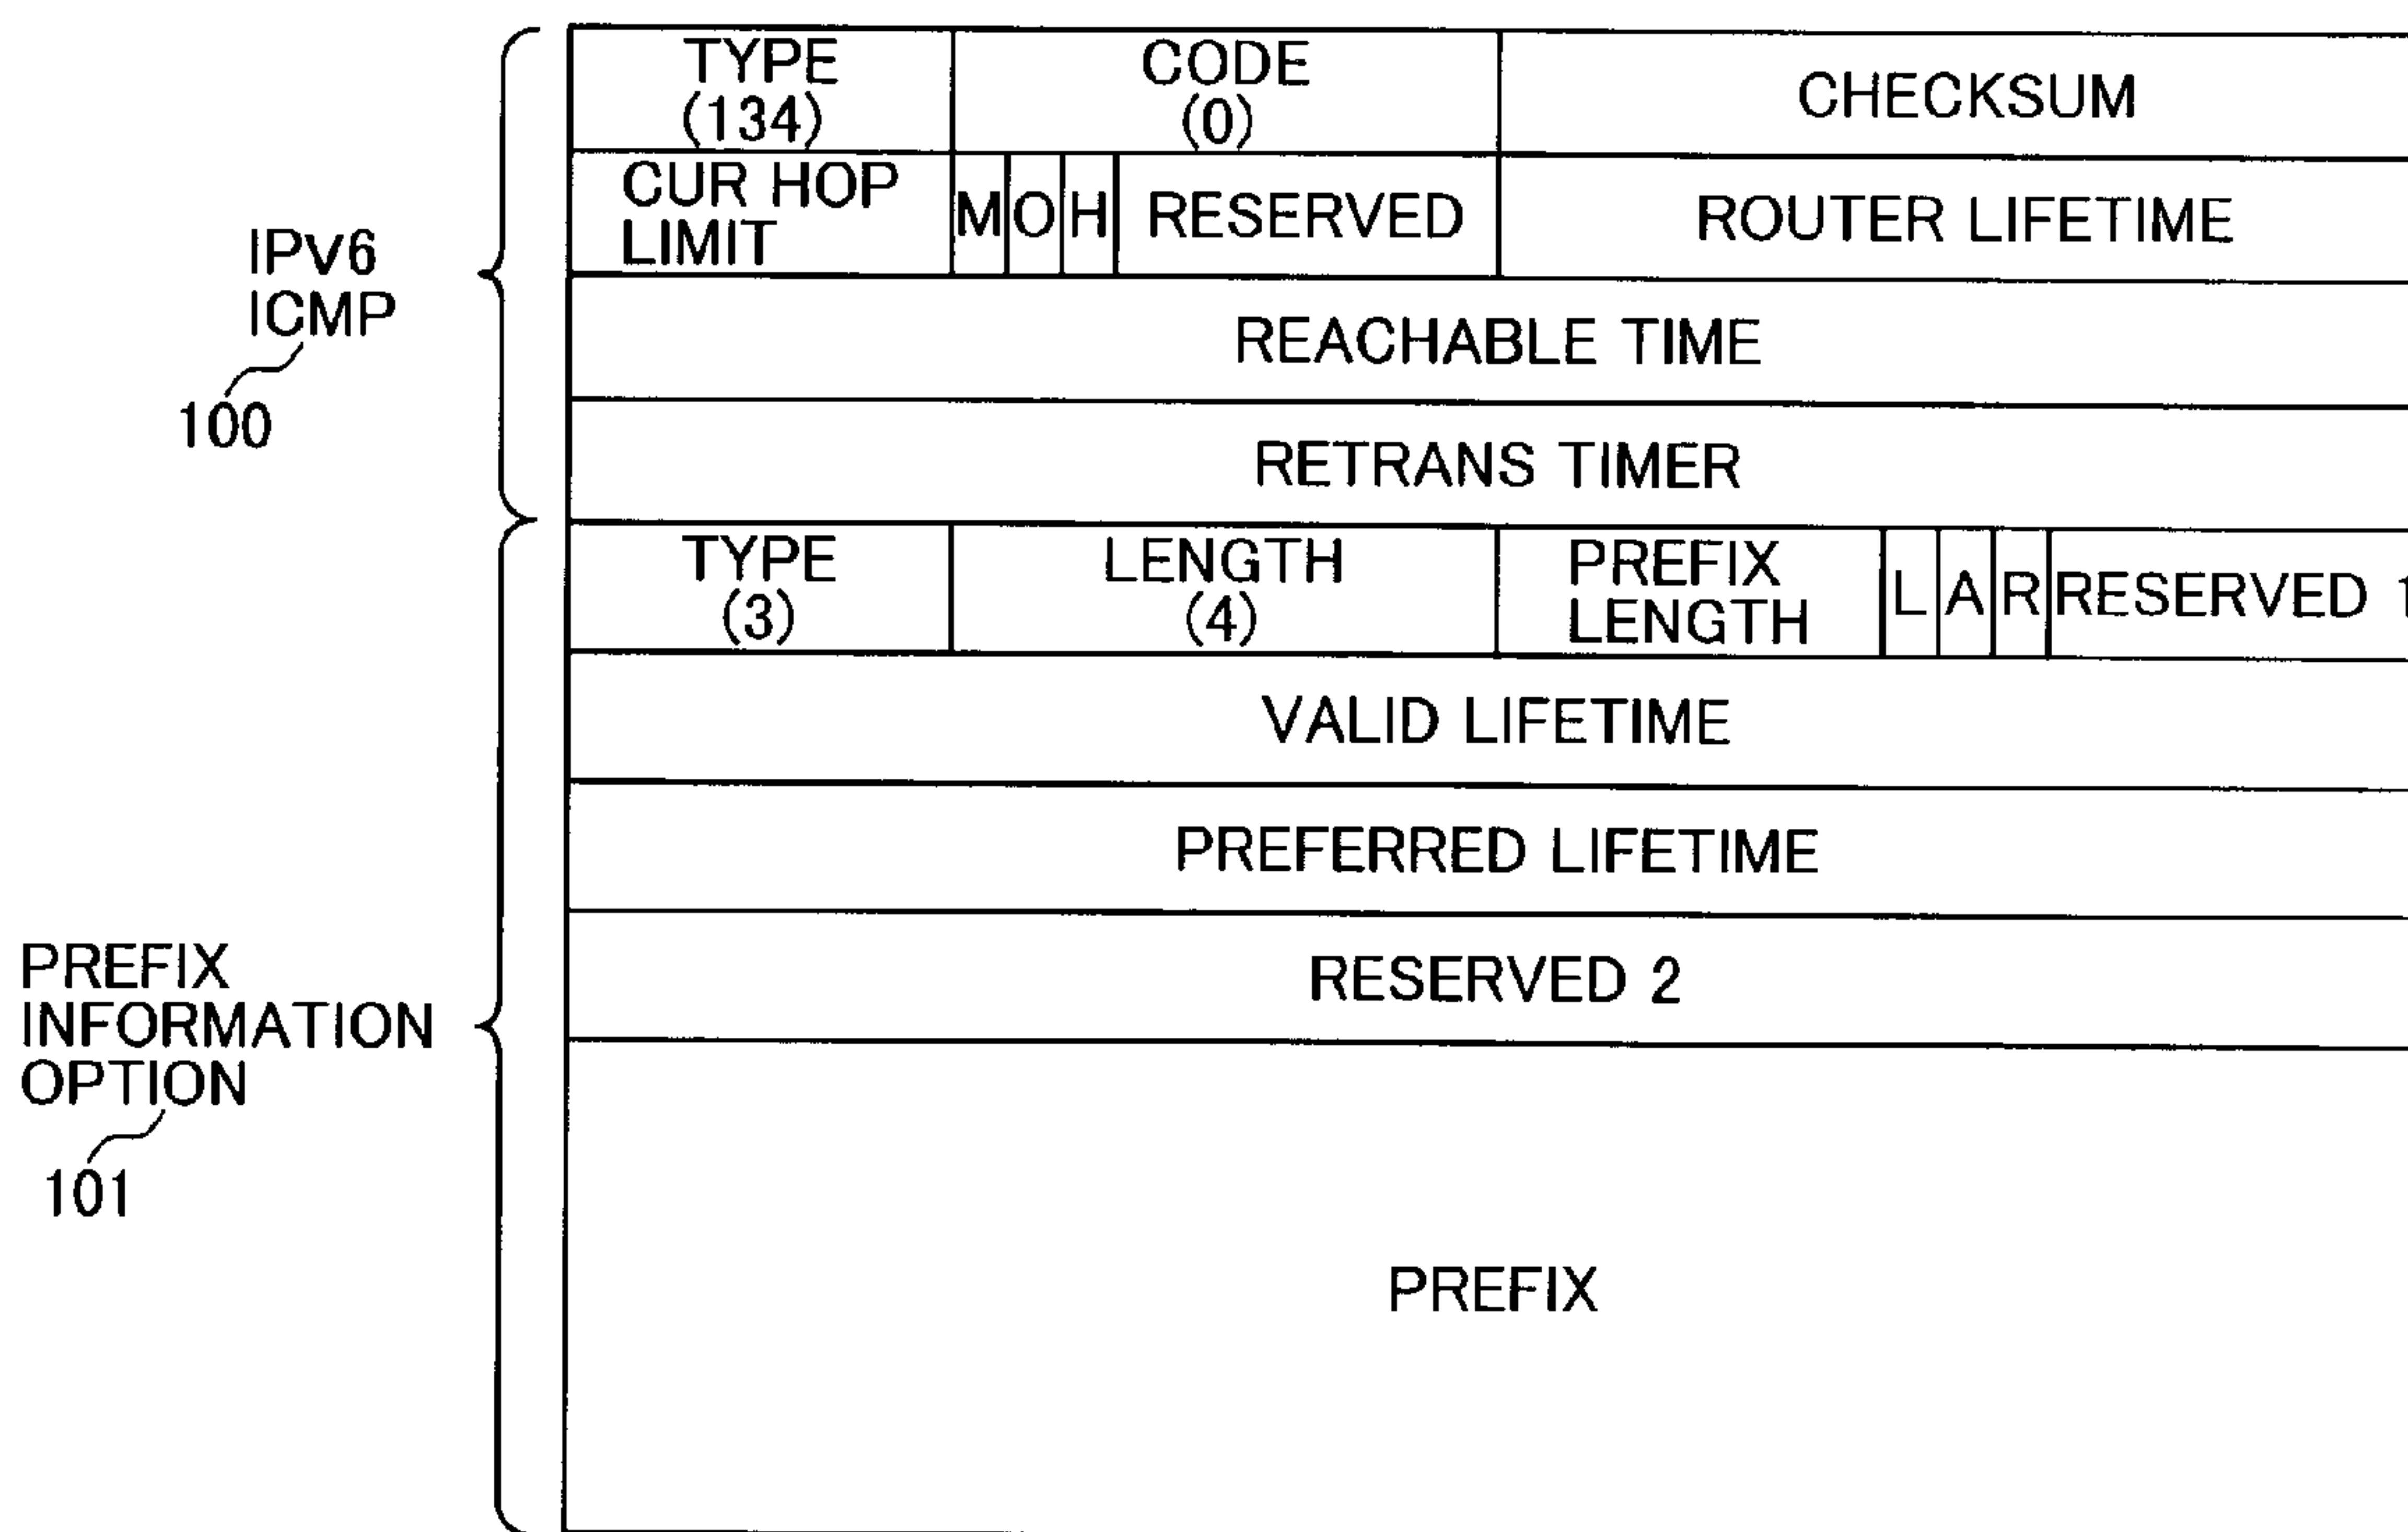 TYPE
(134)
CODE
(0)
CHECKSUM
CUR HOP
LIMIT
M
O
H
RESERVED
ROUTER LIFETIME
IPV6
ICMP
100
REACHABLE TIME
RETRANS TIMER
TYPE
(3)
LENGTH
(4)
PREFIX
LENGTH
L
A
R
RESERVED 1
VALID LIFETIME
PREFERRED LIFETIME
RESERVED 2
PREFIX
INFORMATION
OPTION
101
PREFIX